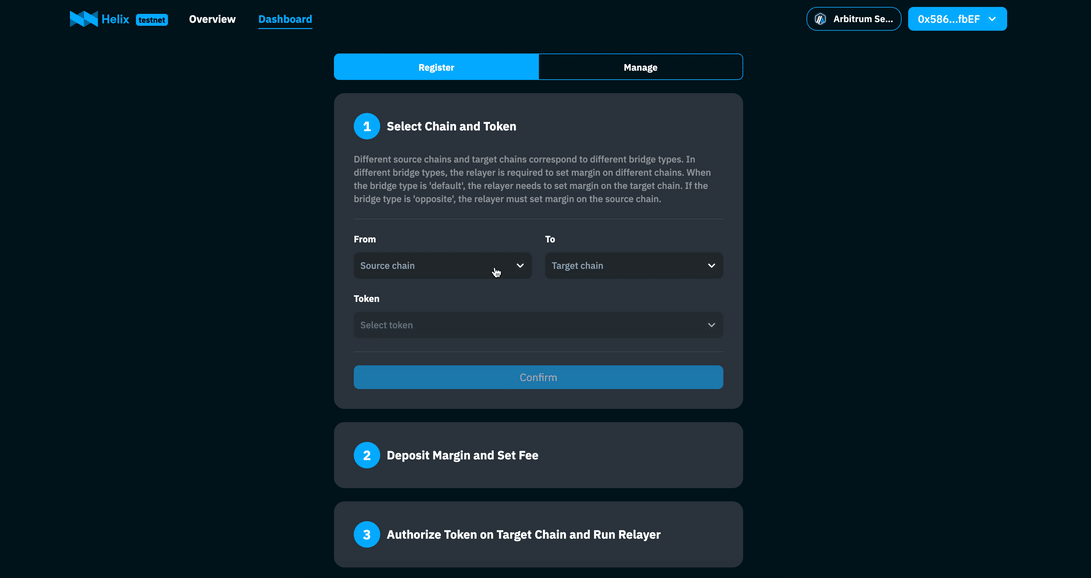 Helix testnet Overview Dashboard Arbitrum Se... 0x586...fbEF
Register Manage
1 Select Chain and Token
Different source chains and target chains correspond to different bridge types. In
different bridge types, the relayer is required to set margin on different chains. When
the bridge type is 'default', the relayer needs to set margin on the target chain. If the
bridge type is 'opposite', the relayer must set margin on the source chain.
From To
Source chain Target chain
Token
Select token
Confirm
2 Deposit Margin and Set Fee
3 Authorize Token on Target Chain and Run Relayer